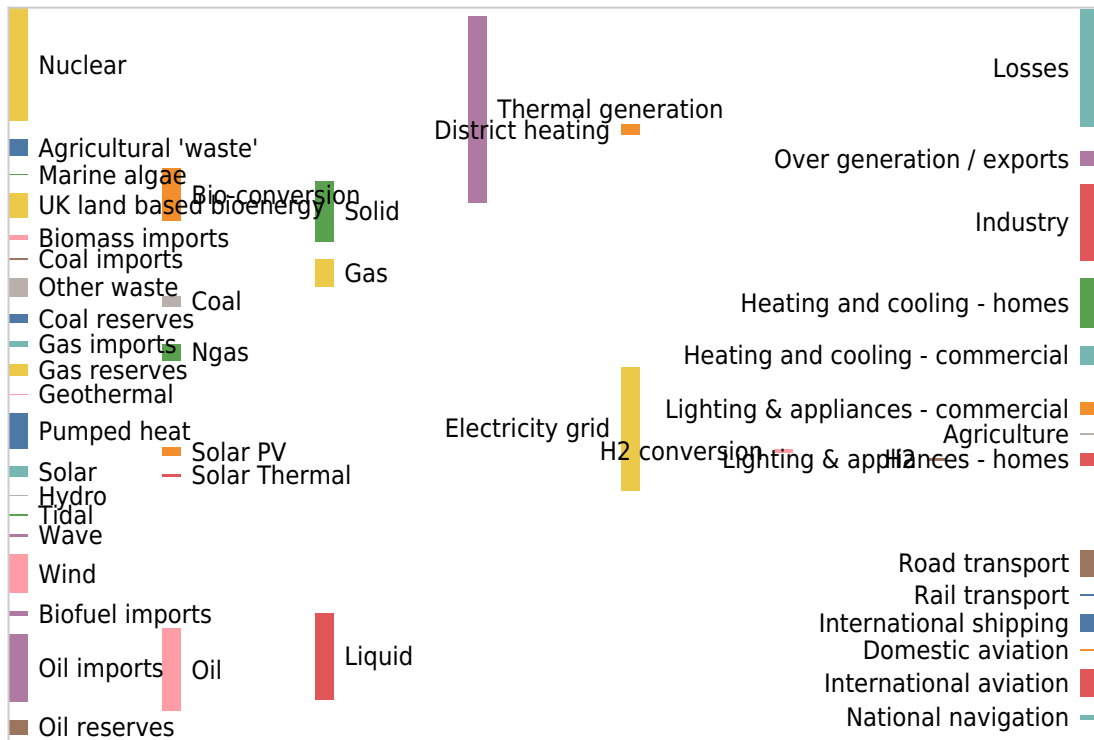 Nuclear
Agricultural 'waste'
Marine algae
UK land based bioenergy
Biomass imports
Coal imports
Other waste
Coal reserves
Gas imports
Gas reserves
Geothermal
Pumped heat
Solar
Hydro
Tidal
Wave
Wind
Biofuel imports
Oil imports
Oil reserves
Bio-conversion
Coal
Ngas
Solar PV
Solar Thermal
Oil
Solid
Gas
Liquid
Thermal generation
District heating
Electricity grid
H2 conversion
H2
Losses
Over generation / exports
Industry
Heating and cooling - homes
Heating and cooling - commercial
Lighting & appliances - commercial
Agriculture
Lighting & appliances - homes
Road transport
Rail transport
International shipping
Domestic aviation
International aviation
National navigation